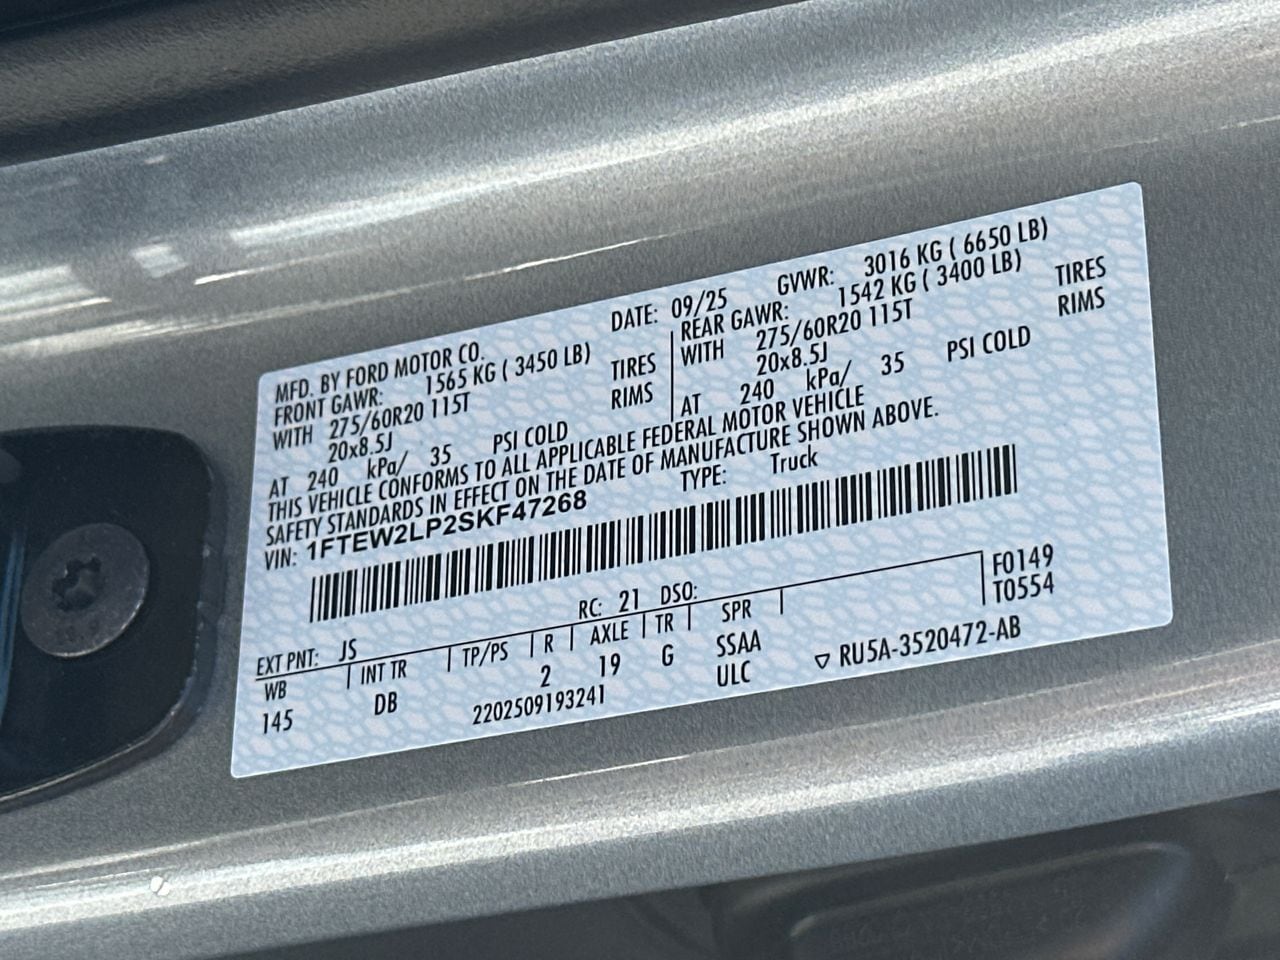 MFD. BY FORD MOTOR CO.
DATE: 09/25 GVWR: 3016 KG ( 6650 LB)
FRONT GAWR: 1565 KG ( 3450 LB)
WITH 275/60R20 115T TIRES
20x8.5J RIMS
AT 240 kPa/ 35 PSI COLD
REAR GAWR: 1542 KG ( 3400 LB)
WITH 275/60R20 115T TIRES
20x8.5J RIMS
AT 240 kPa/ 35 PSI COLD
THIS VEHICLE CONFORMS TO ALL APPLICABLE FEDERAL MOTOR VEHICLE
SAFETY STANDARDS IN EFFECT ON THE DATE OF MANUFACTURE SHOWN ABOVE.
VIN: 1FTEW2LP2SKF47268 TYPE: Truck
EXT PNT: JS RC: 21 DSO: F0149
WB INT TR TP/PS R AXLE TR SPR T0554
145 DB 2 19 G SSAA
2202509193241 ULC ▽ RU5A-3520472-AB